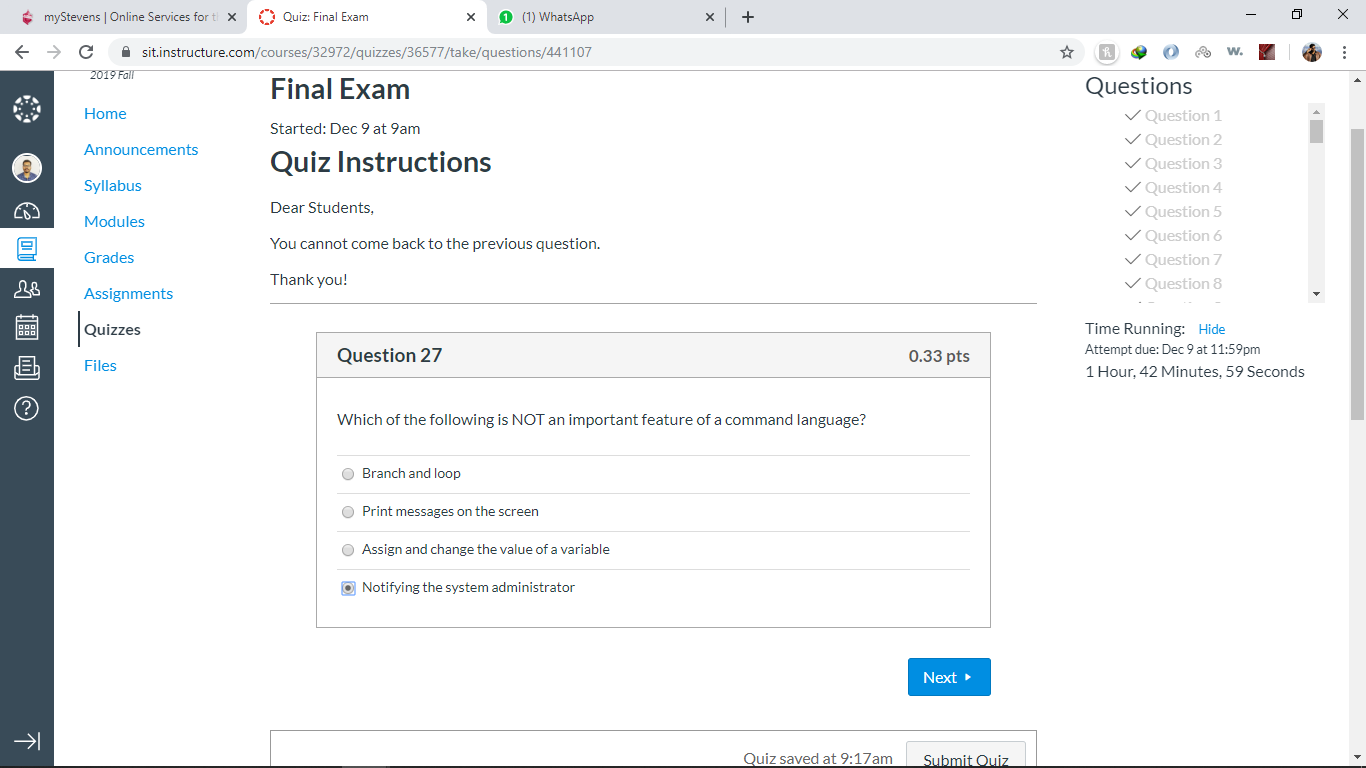 myStevens | Online Services for t
Quiz: Final Exam
(1) WhatsApp
sit.instructure.com/courses/32972/quizzes/36577/take/questions/441107
2019 Fall
Home
Announcements
Syllabus
Modules
Grades
Assignments
Quizzes
Files
Final Exam
Started: Dec 9 at 9am
Quiz Instructions
Dear Students,
You cannot come back to the previous question.
Thank you!
Question 27
0.33 pts
Which of the following is NOT an important feature of a command language?
Branch and loop
Print messages on the screen
Assign and change the value of a variable
Notifying the system administrator
Next
Quiz saved at 9:17am
Submit Quiz
Questions
Question 1
Question 2
Question 3
Question 4
Question 5
Question 6
Question 7
Question 8
Time Running: Hide
Attempt due: Dec 9 at 11:59pm
1 Hour, 42 Minutes, 59 Seconds